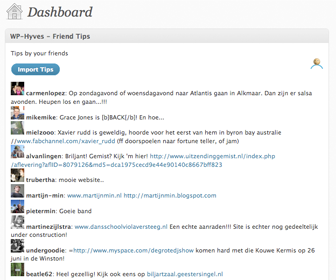 Dashboard
WP-Hyves - Friend Tips
Tips by your friends
Import Tips
carmenlopez: Op zondagavond of woensdagavond naar Atlantis gaan in Alkmaar. Dan zijn er salsa
avonden. Heupen los en gaan...!!!
mikemike: Grace Jones is [b]BACK[/b]! En hoe...
mielzooo: Xavier rudd is geweldig, hoorde voor het eerst van hem in byron bay australie
//www.fabchannel.com/xavier_rudd (ff doorspoelen naar fortune teller, of jam)
aivanlingen: Briljant! Gemist? Kijk 'm hier! http://www.uitzendinggemist.nl/index.php
/aflevering?aflID=8079126&md5=dca1975cecd9e44e90140c8667bff823
trubertha: mooie website..
martijn-min: www.martijnmin.nl http://martijnmin.blogspot.com
pietermin: Goeie band
martinezijlstra: www.dansschoolviolaversteeg.nl Een echte aanraden!!! Site is echter nog gedeeltelijk
under construction!
undergoodie: =http://www.myspace.com/degrotedjshow komen hard met die Kouwe Kermis op 26
juni in de Winston!
beatle62: Heel gezellig! Kijk ook eens op biljartzaal.geestersingel.nl